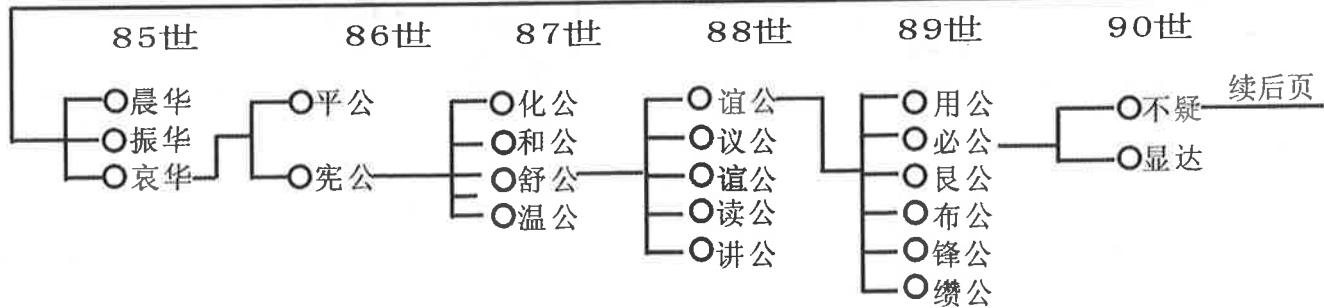 85世 86世 87世 88世 89世 90世
晨华 平公 化公 谊公 用公 不疑 续后页
振华 和公 议公 必公
哀华 宪公 舒公 谊公 艮公 显达
温公 读公 布公
讲公 锋公
缵公